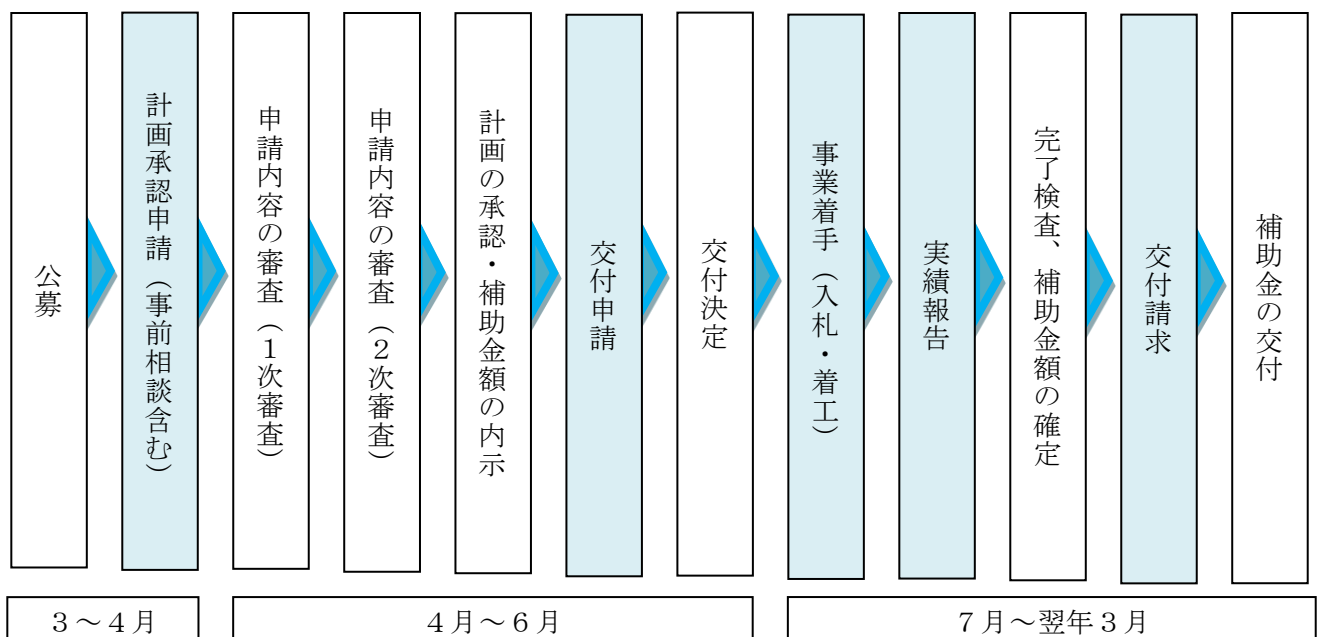 公募
計画承認申請（事前相談含む）
申請内容の審査（１次審査）
申請内容の審査（２次審査）
計画の承認・補助金額の内示
交付申請
交付決定
事業着手（入札・着工）
実績報告
完了検査、補助金額の確定
交付請求
補助金の交付
３～４月
４月～６月
７月～翌年３月